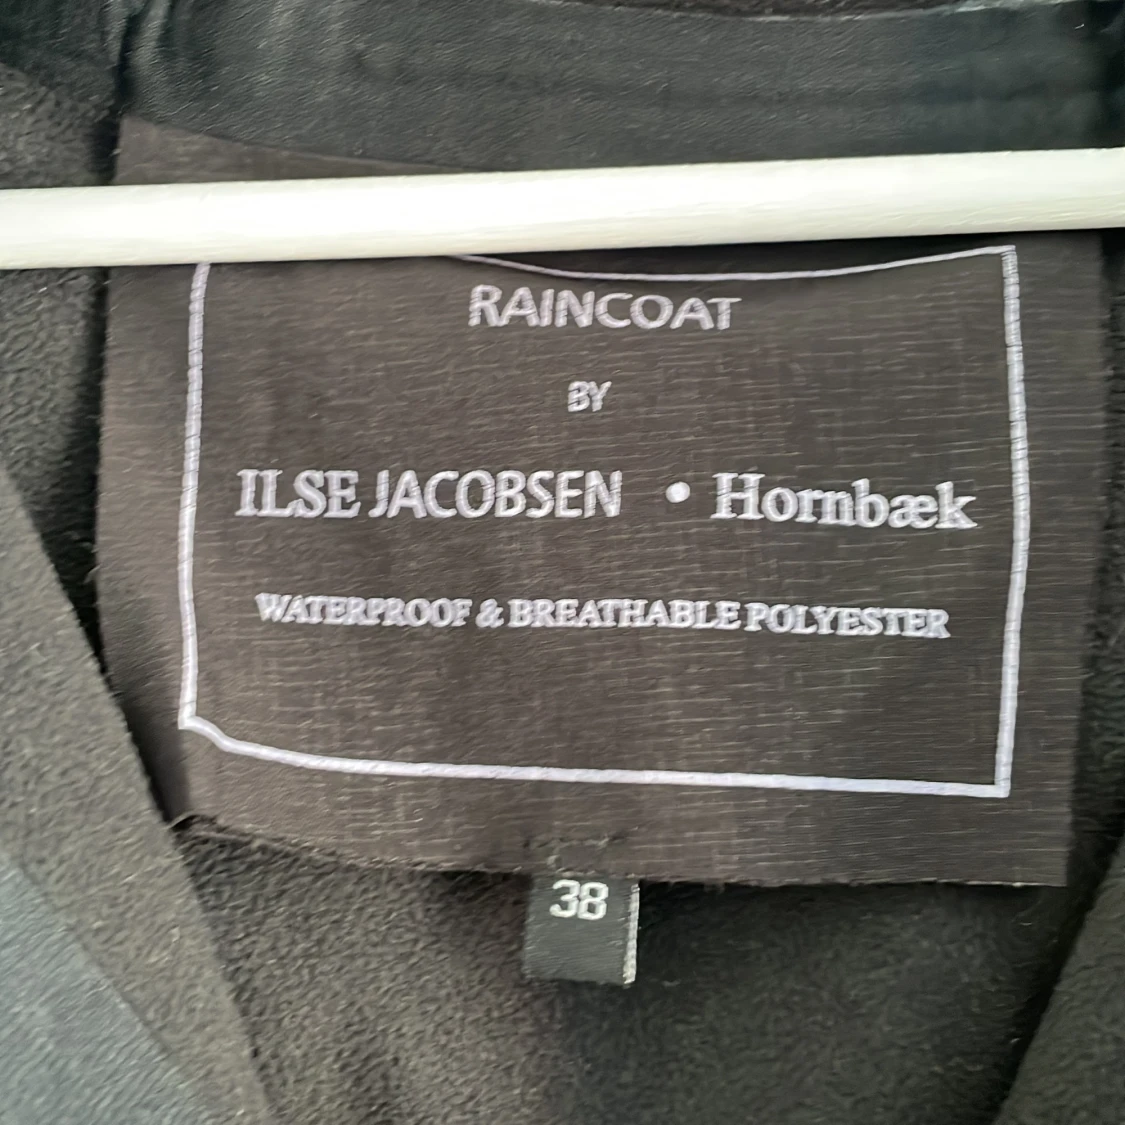 RAINCOAT
BY
ILSE JACOBSEN • Hornbæk
WATERPROOF & BREATHABLE POLYESTER
38